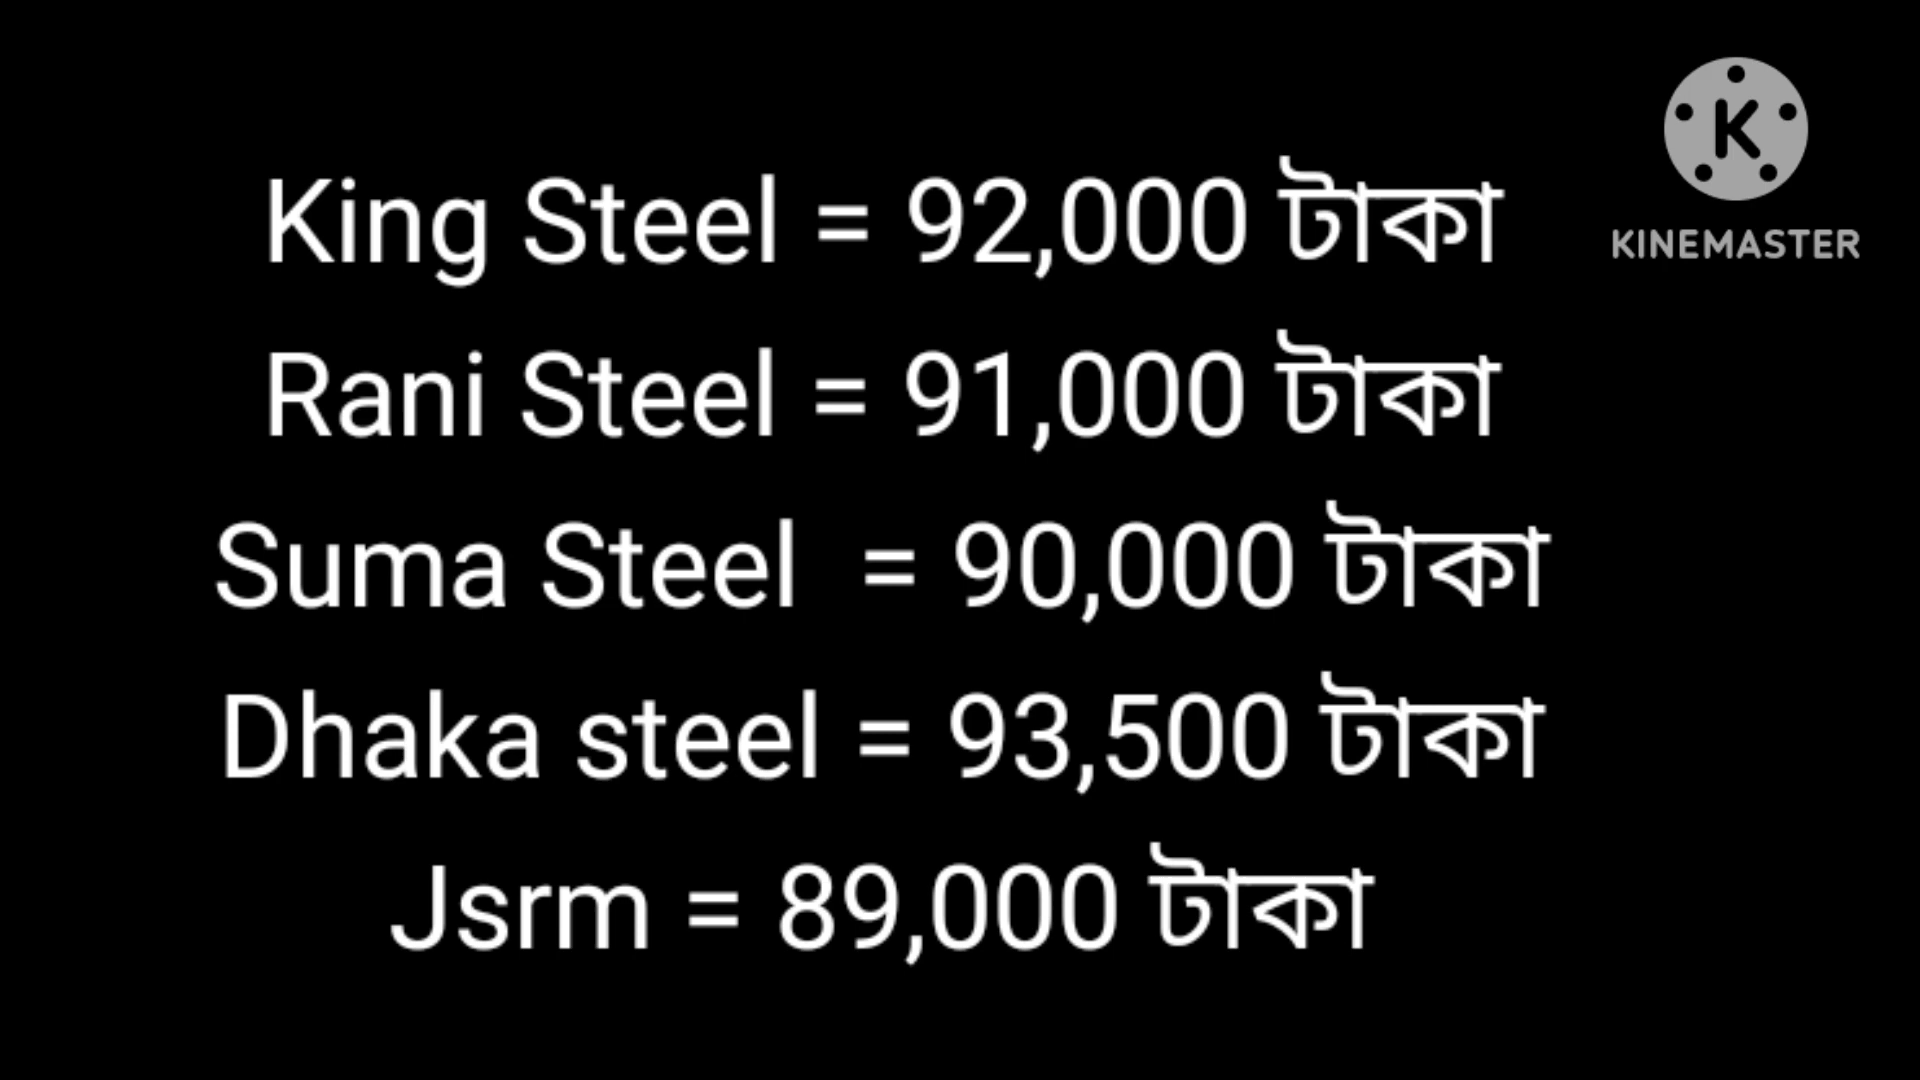 King Steel = 92,000 টাকা
KINEMASTER
Rani Steel = 91,000 টাকা
Suma Steel  = 90,000 টাকা
Dhaka steel = 93,500 টাকা
Jsrm = 89,000 টাকা